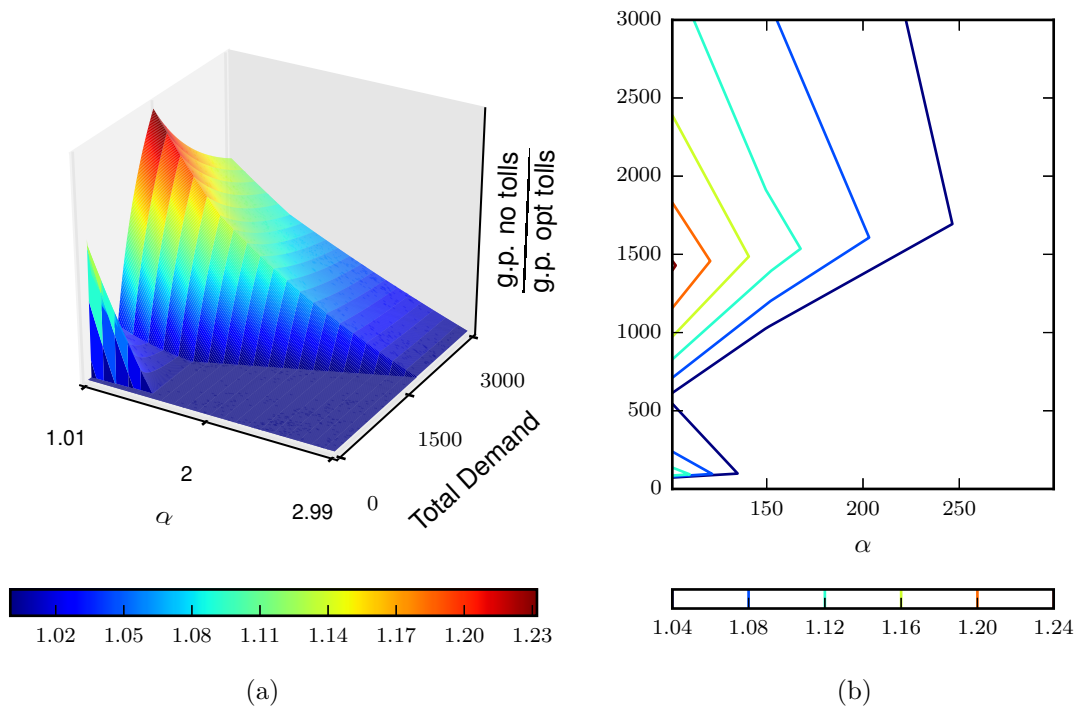 g.p. no tolls
g.p. opt tolls
1.01
2
2.99
α
0
1500
3000
Total Demand
1.02 1.05 1.08 1.11 1.14 1.17 1.20 1.23
(a)
3000
2500
2000
1500
1000
500
0
150 200 250
α
1.04 1.08 1.12 1.16 1.20 1.24
(b)